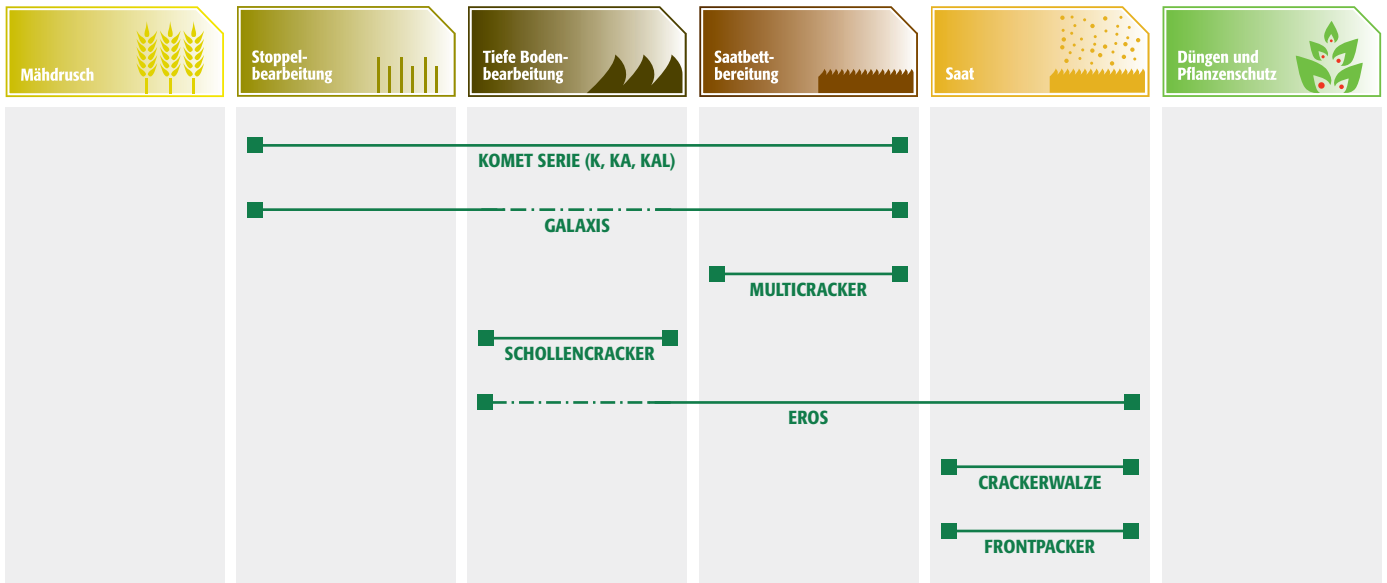 Mähdrusch
Stoppel-
bearbeitung
Tiefe Boden-
bearbeitung
Saatbett-
bereitung
Saat
Düngen und
Pflanzenschutz
KOMET SERIE (K, KA, KAL)
GALAXIS
MULTICRACKER
SCHOLLENCRACKER
EROS
CRACKERWALZE
FRONTPACKER